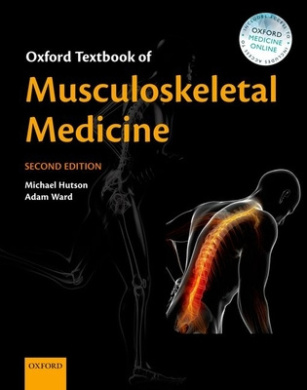 OXFORD
MEDICINE
ONLINE
Oxford Textbook of
Musculoskeletal
Medicine
SECOND EDITION
Michael Hutson
Adam Ward
OXFORD